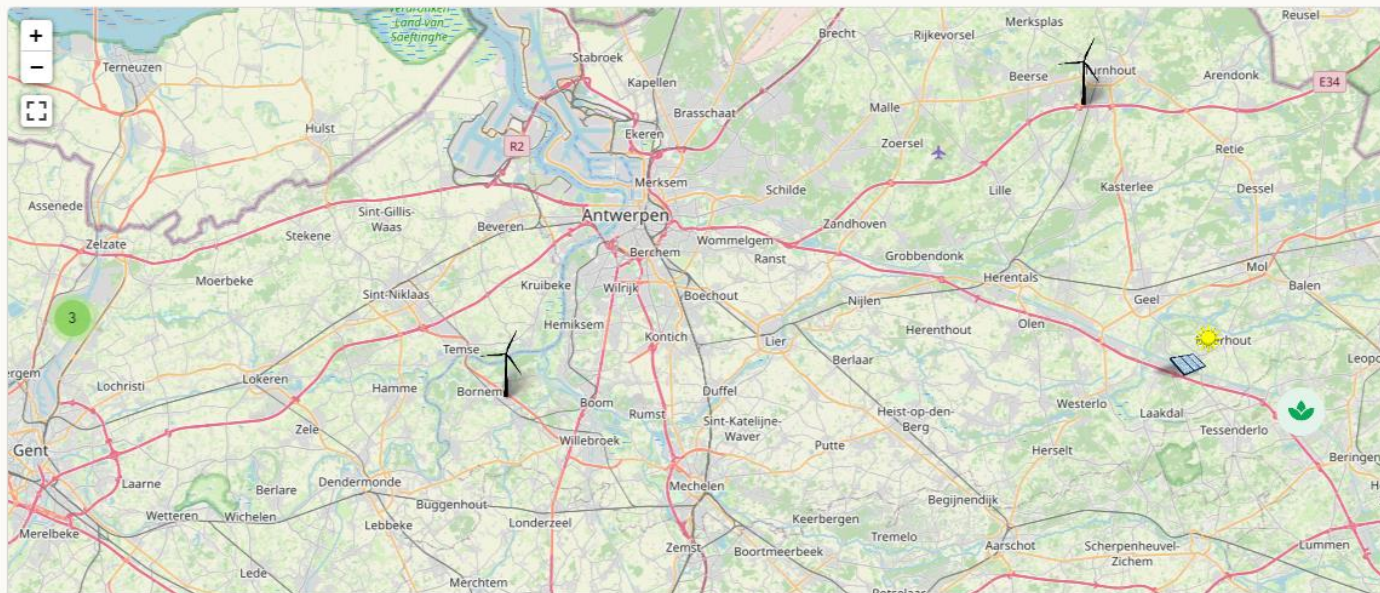 Verdronken
Land van
Saeftinghe
+
−
Terneuzen
Hulst
Stabroek
Kapellen
Brasschaat
Ekeren
R2
Merksem
Brecht
Rijkevorsel
Merksplas
Reusel
Beerse
Arendonk
E34
Malle
Zoersel
Retie
Schilde
Lille
Kasterlee
Dessel
Assenede
Sint-Gillis-
Waas
Antwerpen
Beveren
Stekene
Zandhoven
Zelzate
Berchem
Wommelgem
Ranst
Grobbendonk
Mol
Moerbeke
Sint-Niklaas
Kruibeke
Wilrijk
Boechout
Nijlen
Herentals
Geel
Balen
3
Hemiksem
Kontich
Lier
Herenthout
Olen
Temse
Berlaar
Lochristi
Lokeren
Hamme
Boom
Rumst
Duffel
Heist-op-den-
Berg
Westerlo
Laakdal
Tessenderlo
Zele
Willebroek
Sint-Katelijne-
Waver
Putte
Herselt
Gent
Laarne
Berlare
Dendermonde
Mechelen
Wetteren
Wichelen
Buggenhout
Begijnendijk
Merelbeke
Lebbeke
Londerzeel
Keerbergen
Tremelo
Zemst
Boortmeerbeek
Aarschot
Scherpenheuvel-
Zichem
Lummen
Lede
Merchtem